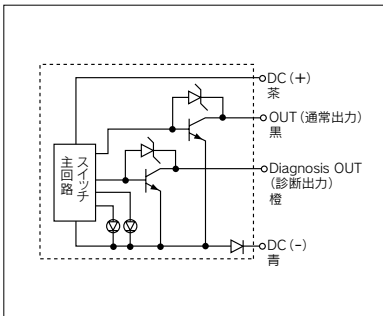 DC（+）
茶
OUT（通常出力）
黒
Diagnosis OUT
（診断出力）
橙
スイッチ
主回路
DC（-）
青